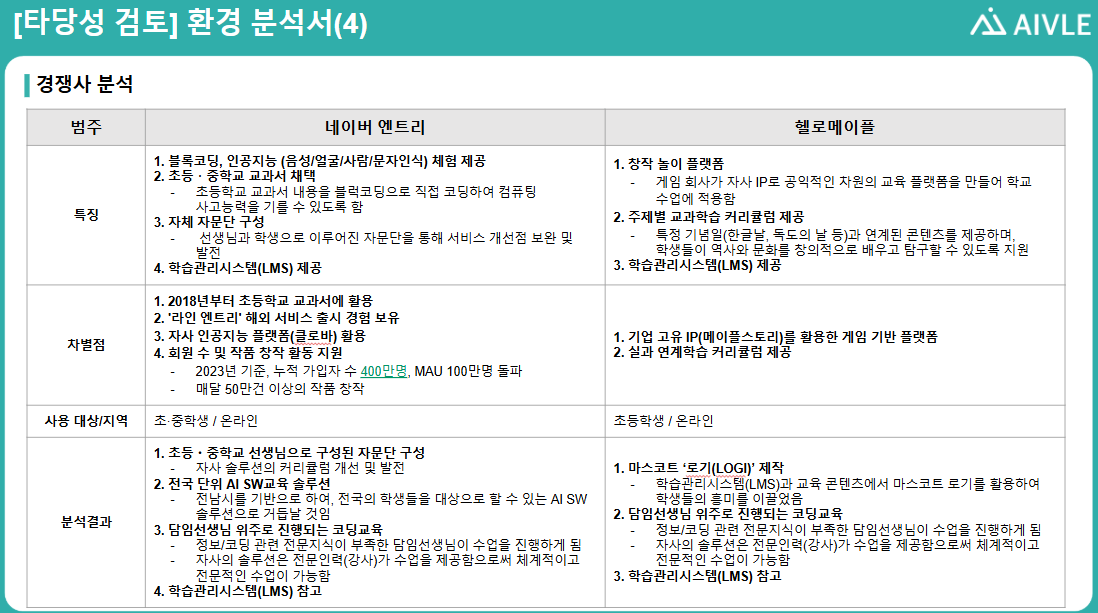 [타당성 검토] 환경 분석서(4)
AIVLE
경쟁사 분석
범주
네이버 엔트리
헬로메이플
특징
1. 블록코딩, 인공지능 (음성/얼굴/사람/문자인식) 체험 제공
2. 초등・중학교 교과서 채택
- 초등학교 교과서 내용을 블럭코딩으로 직접 코딩하여 컴퓨팅
사고능력을 기를 수 있도록 함
3. 자체 자문단 구성
- 선생님과 학생으로 이루어진 자문단을 통해 서비스 개선점 보완 및
발전
4. 학습관리시스템(LMS) 제공
1. 창작 놀이 플랫폼
- 게임 회사가 자사 IP로 공익적인 차원의 교육 플랫폼을 만들어 학교
수업에 적용함
2. 주제별 교과학습 커리큘럼 제공
- 특정 기념일(한글날, 독도의 날 등)과 연계된 콘텐츠를 제공하며,
학생들이 역사와 문화를 창의적으로 배우고 탐구할 수 있도록 지원
3. 학습관리시스템(LMS) 제공
차별점
1. 2018년부터 초등학교 교과서에 활용
2. '라인 엔트리' 해외 서비스 출시 경험 보유
3. 자사 인공지능 플랫폼(클로바) 활용
4. 회원 수 및 작품 창작 활동 지원
- 2023년 기준, 누적 가입자 수 400만명, MAU 100만명 돌파
- 매달 50만건 이상의 작품 창작
1. 기업 고유 IP(메이플스토리)를 활용한 게임 기반 플랫폼
2. 실과 연계학습 커리큘럼 제공
사용 대상/지역
초·중학생 / 온라인
초등학생 / 온라인
분석결과
1. 초등・중학교 선생님으로 구성된 자문단 구성
- 자사 솔루션의 커리큘럼 개선 및 발전
2. 전국 단위 AI SW교육 솔루션
- 전남시를 기반으로 하여, 전국의 학생들을 대상으로 할 수 있는 AI SW
솔루션으로 거듭날 것임
3. 담임선생님 위주로 진행되는 코딩교육
- 정보/코딩 관련 전문지식이 부족한 담임선생님이 수업을 진행하게 됨
- 자사의 솔루션은 전문인력(강사)가 수업을 제공함으로써 체계적이고
전문적인 수업이 가능함
4. 학습관리시스템(LMS) 참고
1. 마스코트 ‘로기(LOGI)’ 제작
- 학습관리시스템(LMS)과 교육 콘텐츠에서 마스코트 로기를 활용하여
학생들의 흥미를 이끌었음
2. 담임선생님 위주로 진행되는 코딩교육
- 정보/코딩 관련 전문지식이 부족한 담임선생님이 수업을 진행하게 됨
- 자사의 솔루션은 전문인력(강사)가 수업을 제공함으로써 체계적이고
전문적인 수업이 가능함
3. 학습관리시스템(LMS) 참고